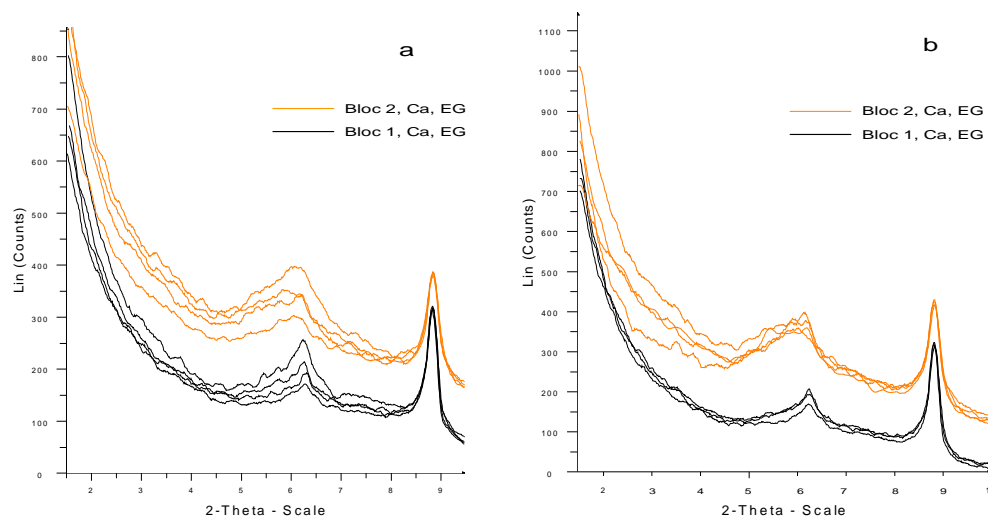 a
Bloc 2, Ca, EG
Bloc 1, Ca, EG
Lin (Counts)
800
700
600
500
400
300
200
100
0
2 3 4 5 6 7 8 9
2-Theta - Scale
b
Bloc 2, Ca, EG
Bloc 1, Ca, EG
Lin (Counts)
1100
1000
900
800
700
600
500
400
300
200
100
0
2 3 4 5 6 7 8 9 1
2-Theta - Scale